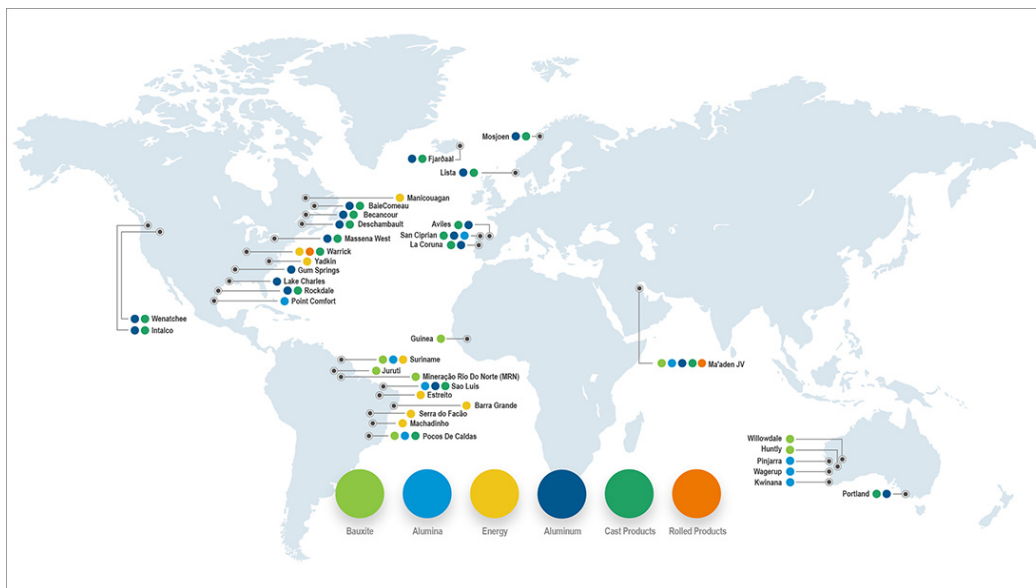 Mosjoen
Fjarðaál
Lista
Manicouagan
BaieComeau
Becancour
Deschambault
Aviles
San Ciprian
La Coruna
Massena West
Warrick
Yadkin
Gum Springs
Lake Charles
Rockdale
Point Comfort
Wenatchee
Intalco
Guinea
Suriname
Ma'aden JV
Juruti
Mineração Rio Do Norte (MRN)
Sao Luis
Estreito
Barra Grande
Serra do Facão
Machadinho
Pocos De Caldas
Willowdale
Huntly
Pinjarra
Wagerup
Kwinana
Portland
Bauxite
Alumina
Energy
Aluminum
Cast Products
Rolled Products